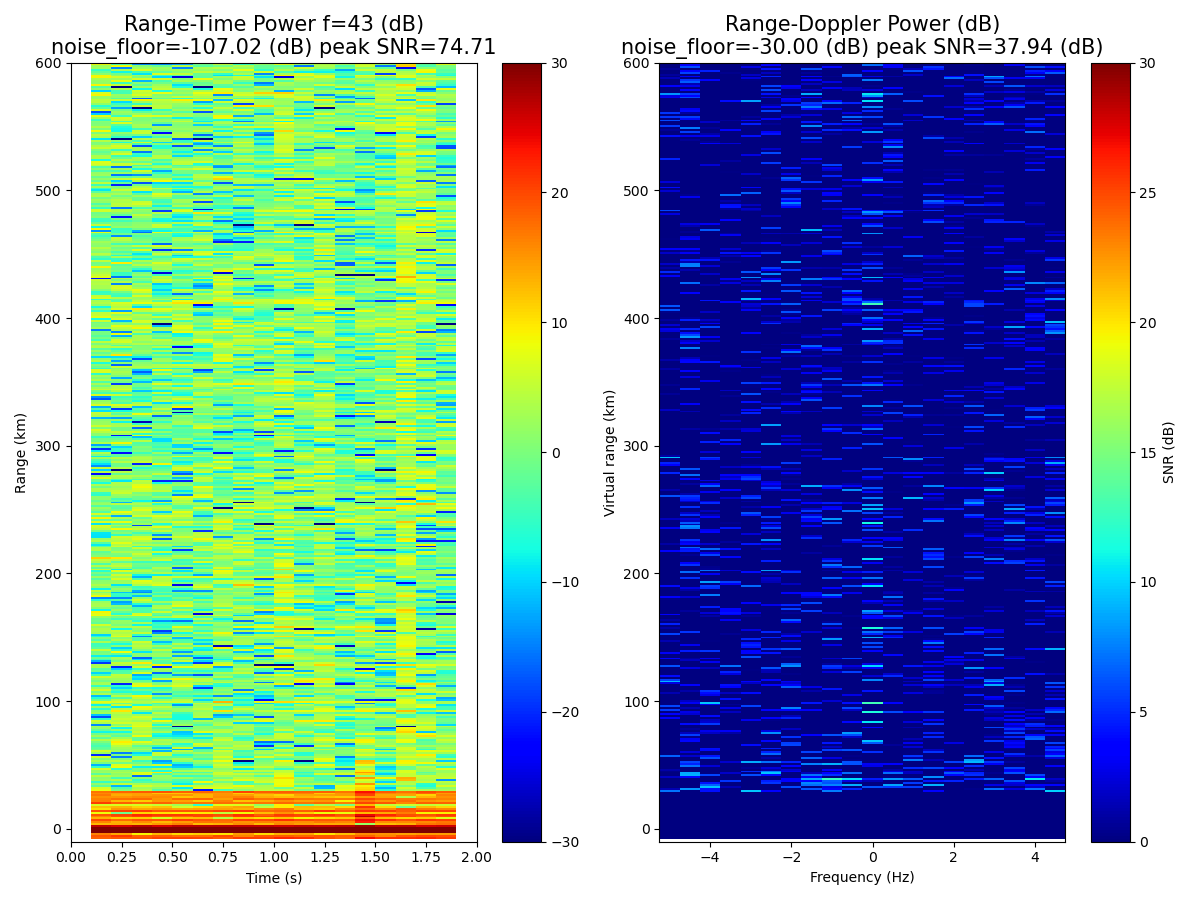 Range-Time Power f=43 (dB)
noise_floor=-107.02 (dB) peak SNR=74.71
600
500
400
300
200
100
0
Range (km)
0.00 0.25 0.50 0.75 1.00 1.25 1.50 1.75 2.00
Time (s)
30
20
10
0
−10
−20
−30
Range-Doppler Power (dB)
noise_floor=-30.00 (dB) peak SNR=37.94 (dB)
600
500
400
300
200
100
0
Virtual range (km)
−4 −2 0 2 4
Frequency (Hz)
30
25
20
15
10
5
0
SNR (dB)